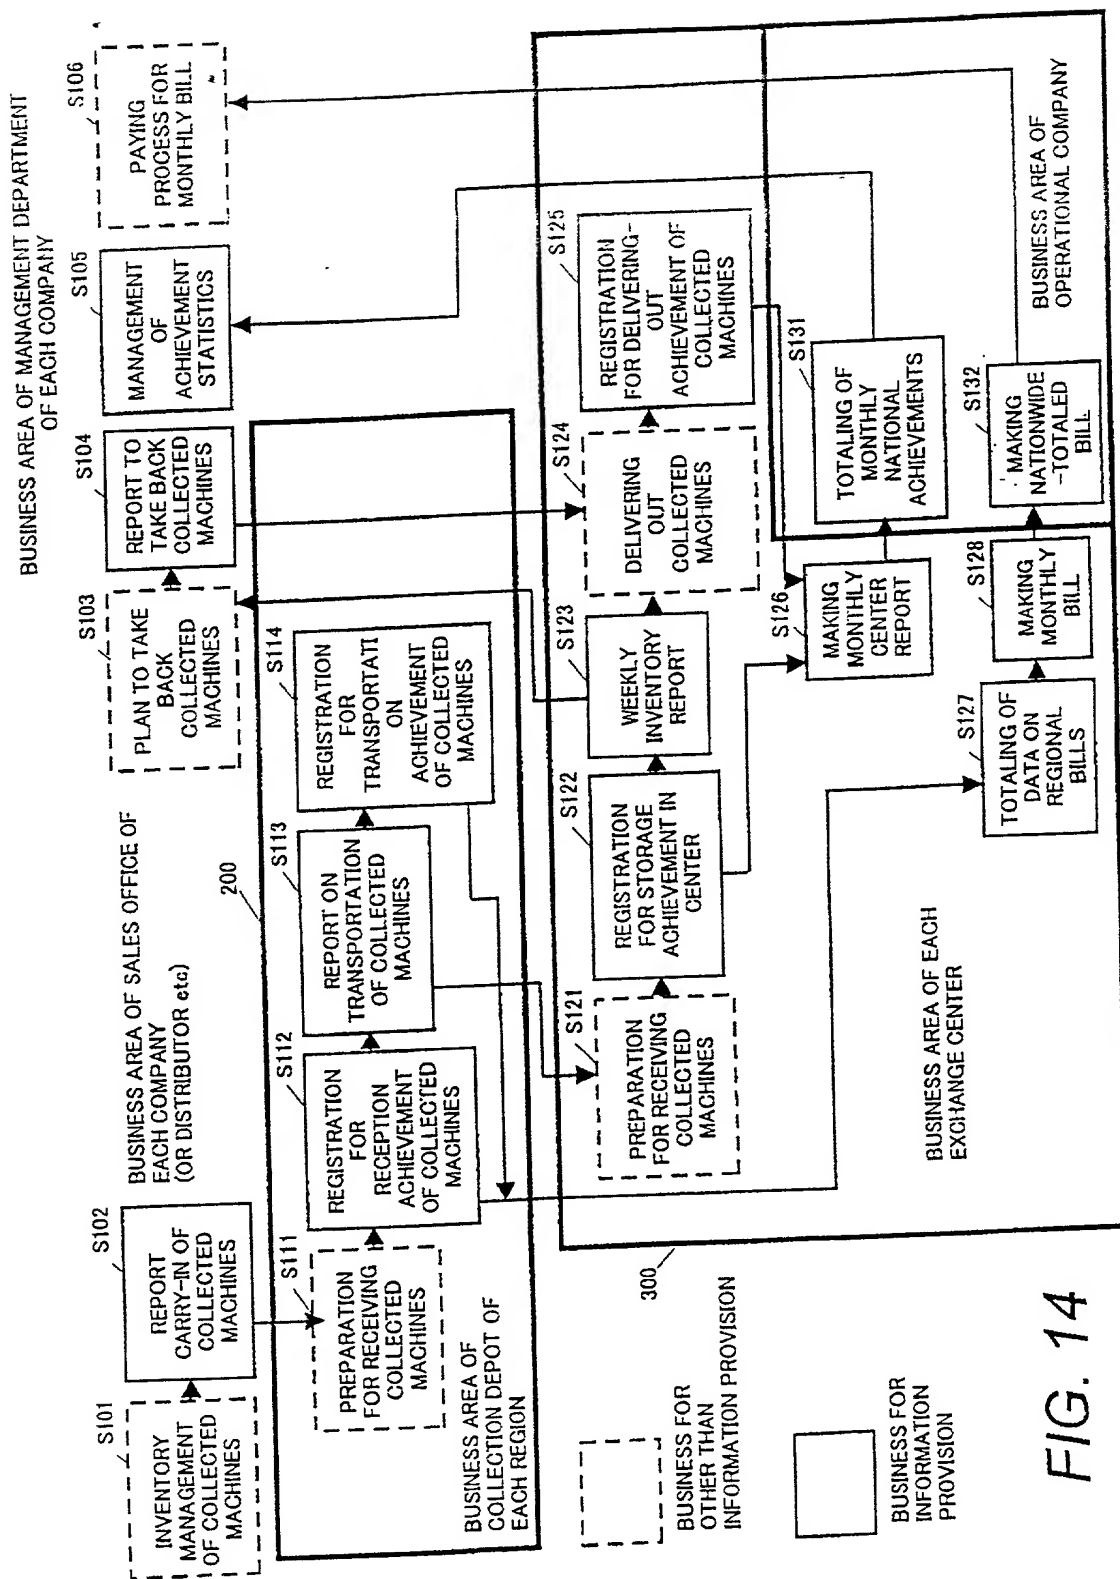 BUSINESS AREA OF MANAGEMENT DEPARTMENT
OF EACH COMPANY
BUSINESS AREA OF SALES OFFICE OF
EACH COMPANY
(OR DISTRIBUTOR etc)
S101
INVENTORY
MANAGEMENT
OF COLLECTED
MACHINES
S102
REPORT
CARRY-IN OF
COLLECTED
MACHINES
S103
PLAN TO TAKE
BACK
COLLECTED
MACHINES
S104
REPORT TO
TAKE BACK
COLLECTED
MACHINES
S105
MANAGEMENT
OF
ACHIEVEMENT
STATISTICS
S106
PAYING
PROCESS FOR
MONTHLY BILL
200
S111
PREPARATION
FOR RECEIVING
COLLECTED
MACHINES
S112
REGISTRATION
FOR
RECEPTION
ACHIEVEMENT
OF COLLECTED
MACHINES
S113
REPORT ON
TRANSPORTATION
OF COLLECTED
MACHINES
S114
REGISTRATION
FOR
TRANSPORTATI
ON
ACHIEVEMENT
OF COLLECTED
MACHINES
BUSINESS AREA OF
COLLECTION DEPOT OF
EACH REGION
S121
PREPARATION
FOR RECEIVING
COLLECTED
MACHINES
S122
REGISTRATION
FOR STORAGE
ACHIEVEMENT IN
CENTER
S123
WEEKLY
INVENTORY
REPORT
S124
DELIVERING
OUT
COLLECTED
MACHINES
S125
REGISTRATION
FOR DELIVERING-
OUT
ACHIEVEMENT OF
COLLECTED
MACHINES
S126
MAKING
MONTHLY
CENTER
REPORT
S131
TOTALING OF
MONTHLY
NATIONAL
ACHIEVEMENTS
S127
TOTALING OF
DATA ON
REGIONAL
BILLS
S128
MAKING
MONTHLY
BILL
S132
MAKING
NATIONWIDE
-TOTALED
BILL
BUSINESS AREA OF
OPERATIONAL COMPANY
BUSINESS AREA OF EACH
EXCHANGE CENTER
300
BUSINESS FOR
OTHER THAN
INFORMATION PROVISION
BUSINESS FOR
INFORMATION
PROVISION
FIG. 14